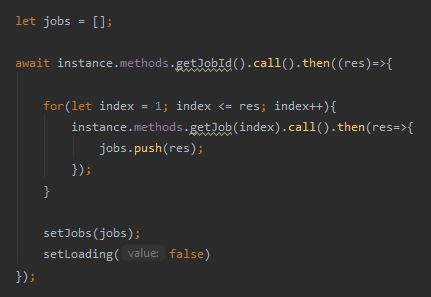 let jobs = [];
await instance.methods.getJobId().call().then((res)=>{
for(let index = 1; index <= res; index++){
instance.methods.getJob(index).call().then(res=>{
jobs.push(res);
});
}
setJobs(jobs);
setLoading( value: false)
});